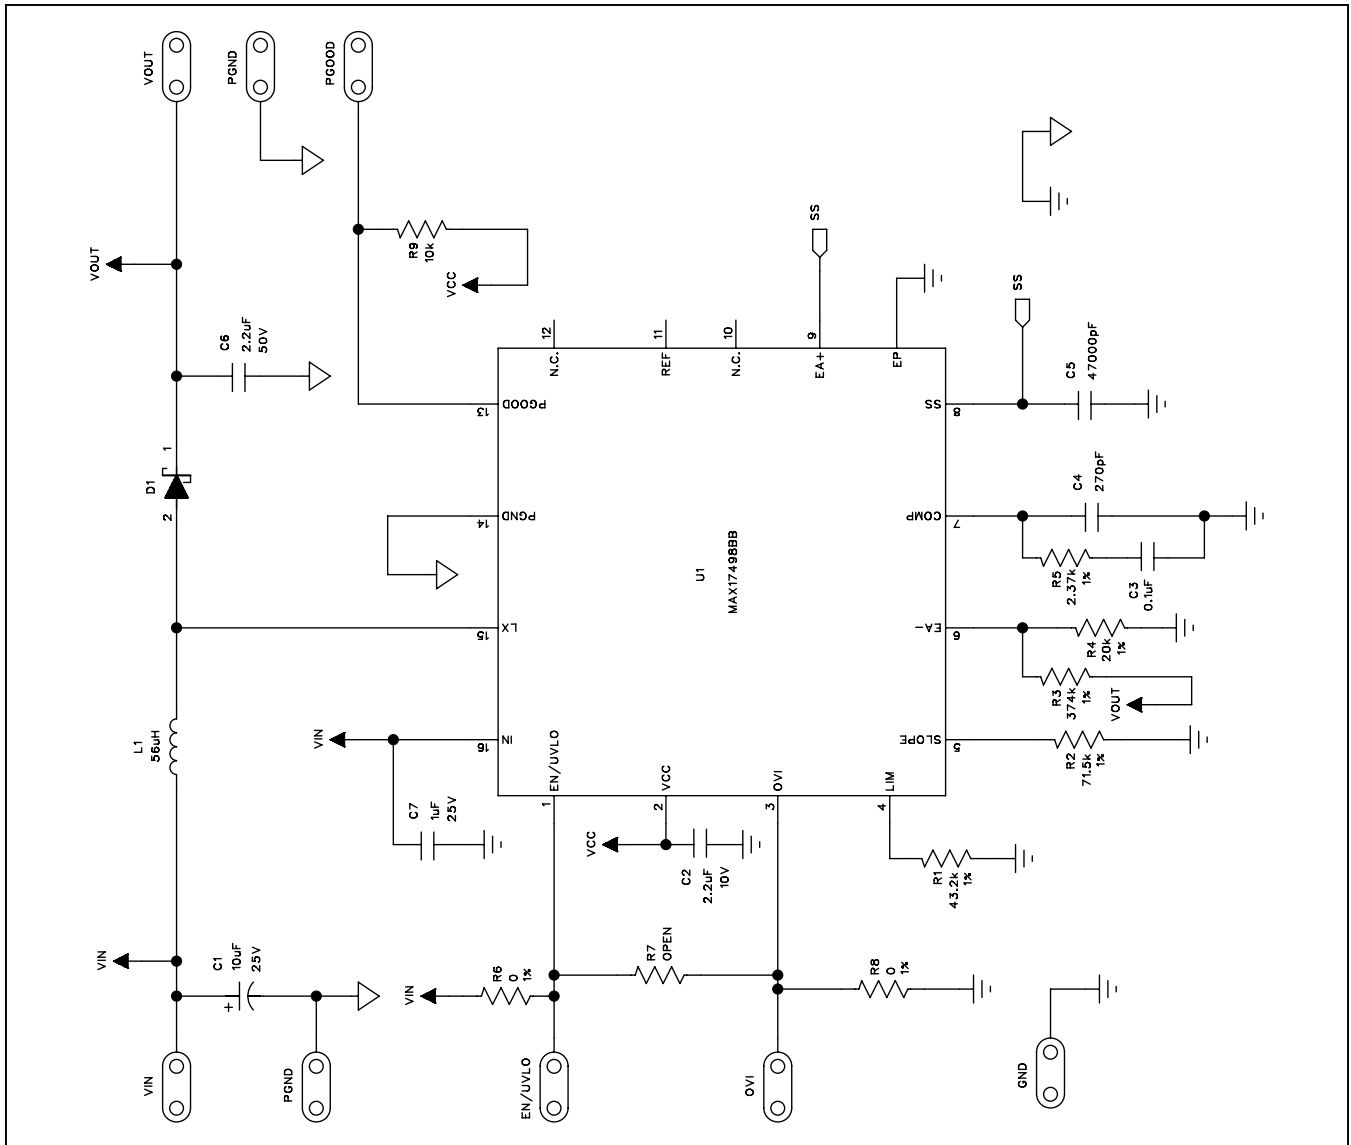 VOUT
PGND
PGOOD
VOUT
C6
2.2uF
50V
R9
10k
VCC
SS
SS
D1
1
2
L1
56uH
VIN
C7
1uF
25V
U1
MAX17498BB
N.C.
12
REF
11
N.C.
10
EA+
9
EP
PGOOD
13
PGND
14
LX
15
IN
16
SS
8
COMP
7
EA-
6
SLOPE
5
EN/UVLO
1
VCC
2
OVI
3
LIM
4
C5
47000pF
C4
270pF
R5
2.37k
1%
C3
0.1uF
R4
20k
1%
R3
374k
1%
VOUT
R2
71.5k
1%
VCC
C2
2.2uF
10V
R1
43.2k
1%
VIN
C1
10uF
25V
+
VIN
R6
0
1%
R7
OPEN
R8
0
1%
VIN
PGND
EN/UVLO
OVI
GND